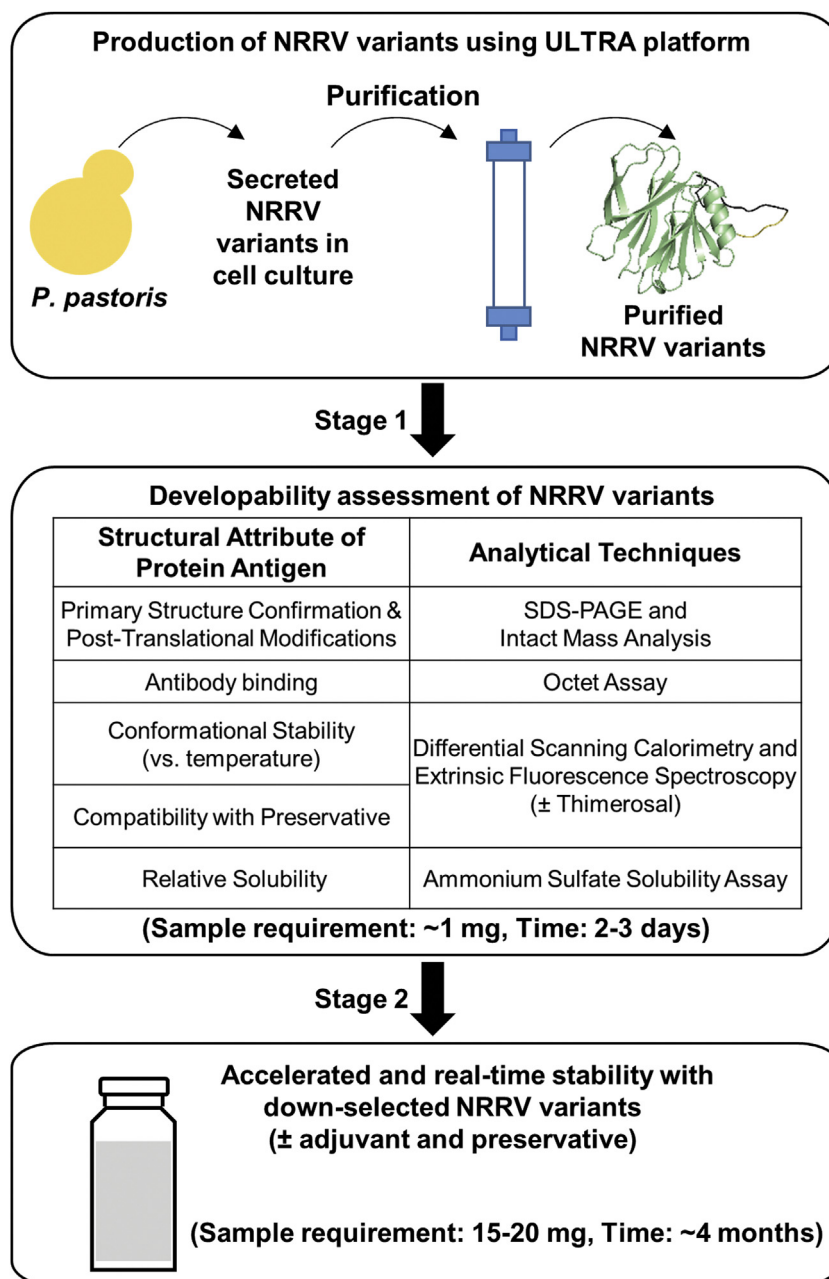 Production of NRRV variants using ULTRA platform
Purification
Secreted
NRRV
variants in
cell culture
P. pastoris
Purified
NRRV variants
Stage 1
Developability assessment of NRRV variants
Structural Attribute of
Protein Antigen
Analytical Techniques
Primary Structure Confirmation &
Post-Translational Modifications
SDS-PAGE and
Intact Mass Analysis
Antibody binding
Octet Assay
Conformational Stability
(vs. temperature)
Differential Scanning Calorimetry and
Extrinsic Fluorescence Spectroscopy
(± Thimerosal)
Compatibility with Preservative
Relative Solubility
Ammonium Sulfate Solubility Assay
(Sample requirement: ~1 mg, Time: 2-3 days)
Stage 2
Accelerated and real-time stability with
down-selected NRRV variants
(± adjuvant and preservative)
(Sample requirement: 15-20 mg, Time: ~4 months)